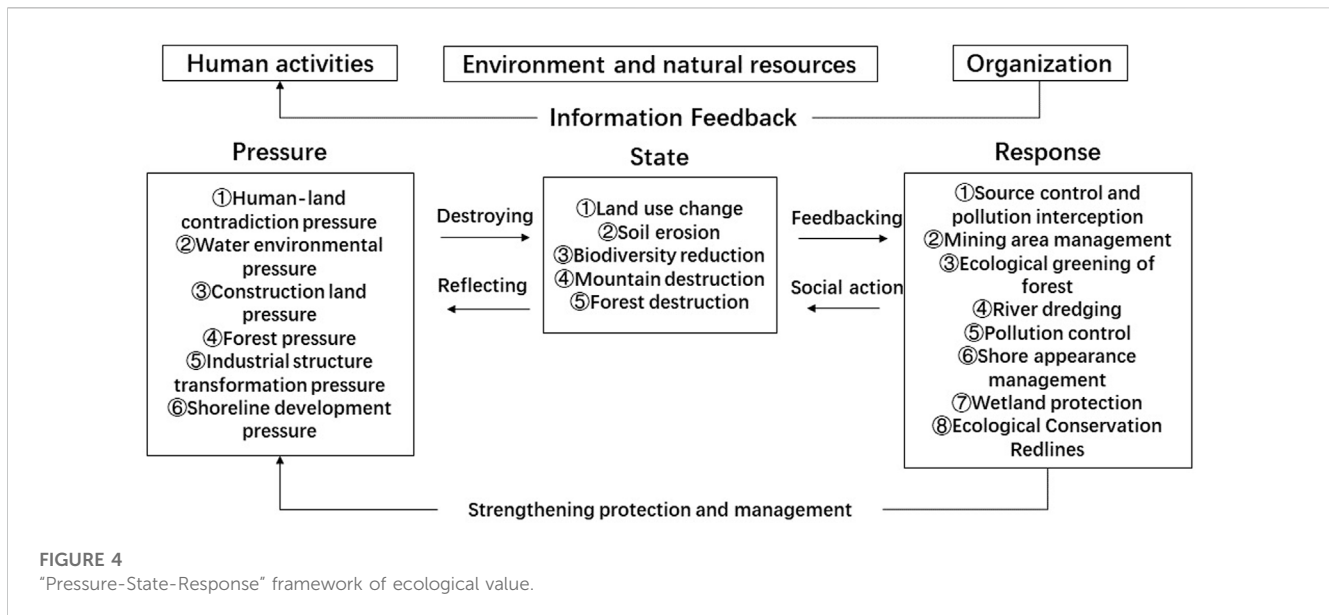 Human activities
Environment and natural resources
Organization
Information Feedback
Pressure
State
Response
①Human-land
contradiction pressure
②Water environmental
pressure
③Construction land
pressure
④Forest pressure
⑤Industrial structure
transformation pressure
⑥Shoreline development
pressure
Destroying
Reflecting
①Land use change
②Soil erosion
③Biodiversity reduction
④Mountain destruction
⑤Forest destruction
Feedbacking
Social action
①Source control and
pollution interception
②Mining area management
③Ecological greening of
forest
④River dredging
⑤Pollution control
⑥Shore appearance
management
⑦Wetland protection
⑧Ecological Conservation
Redlines
Strengthening protection and management
FIGURE 4
"Pressure-State-Response" framework of ecological value.